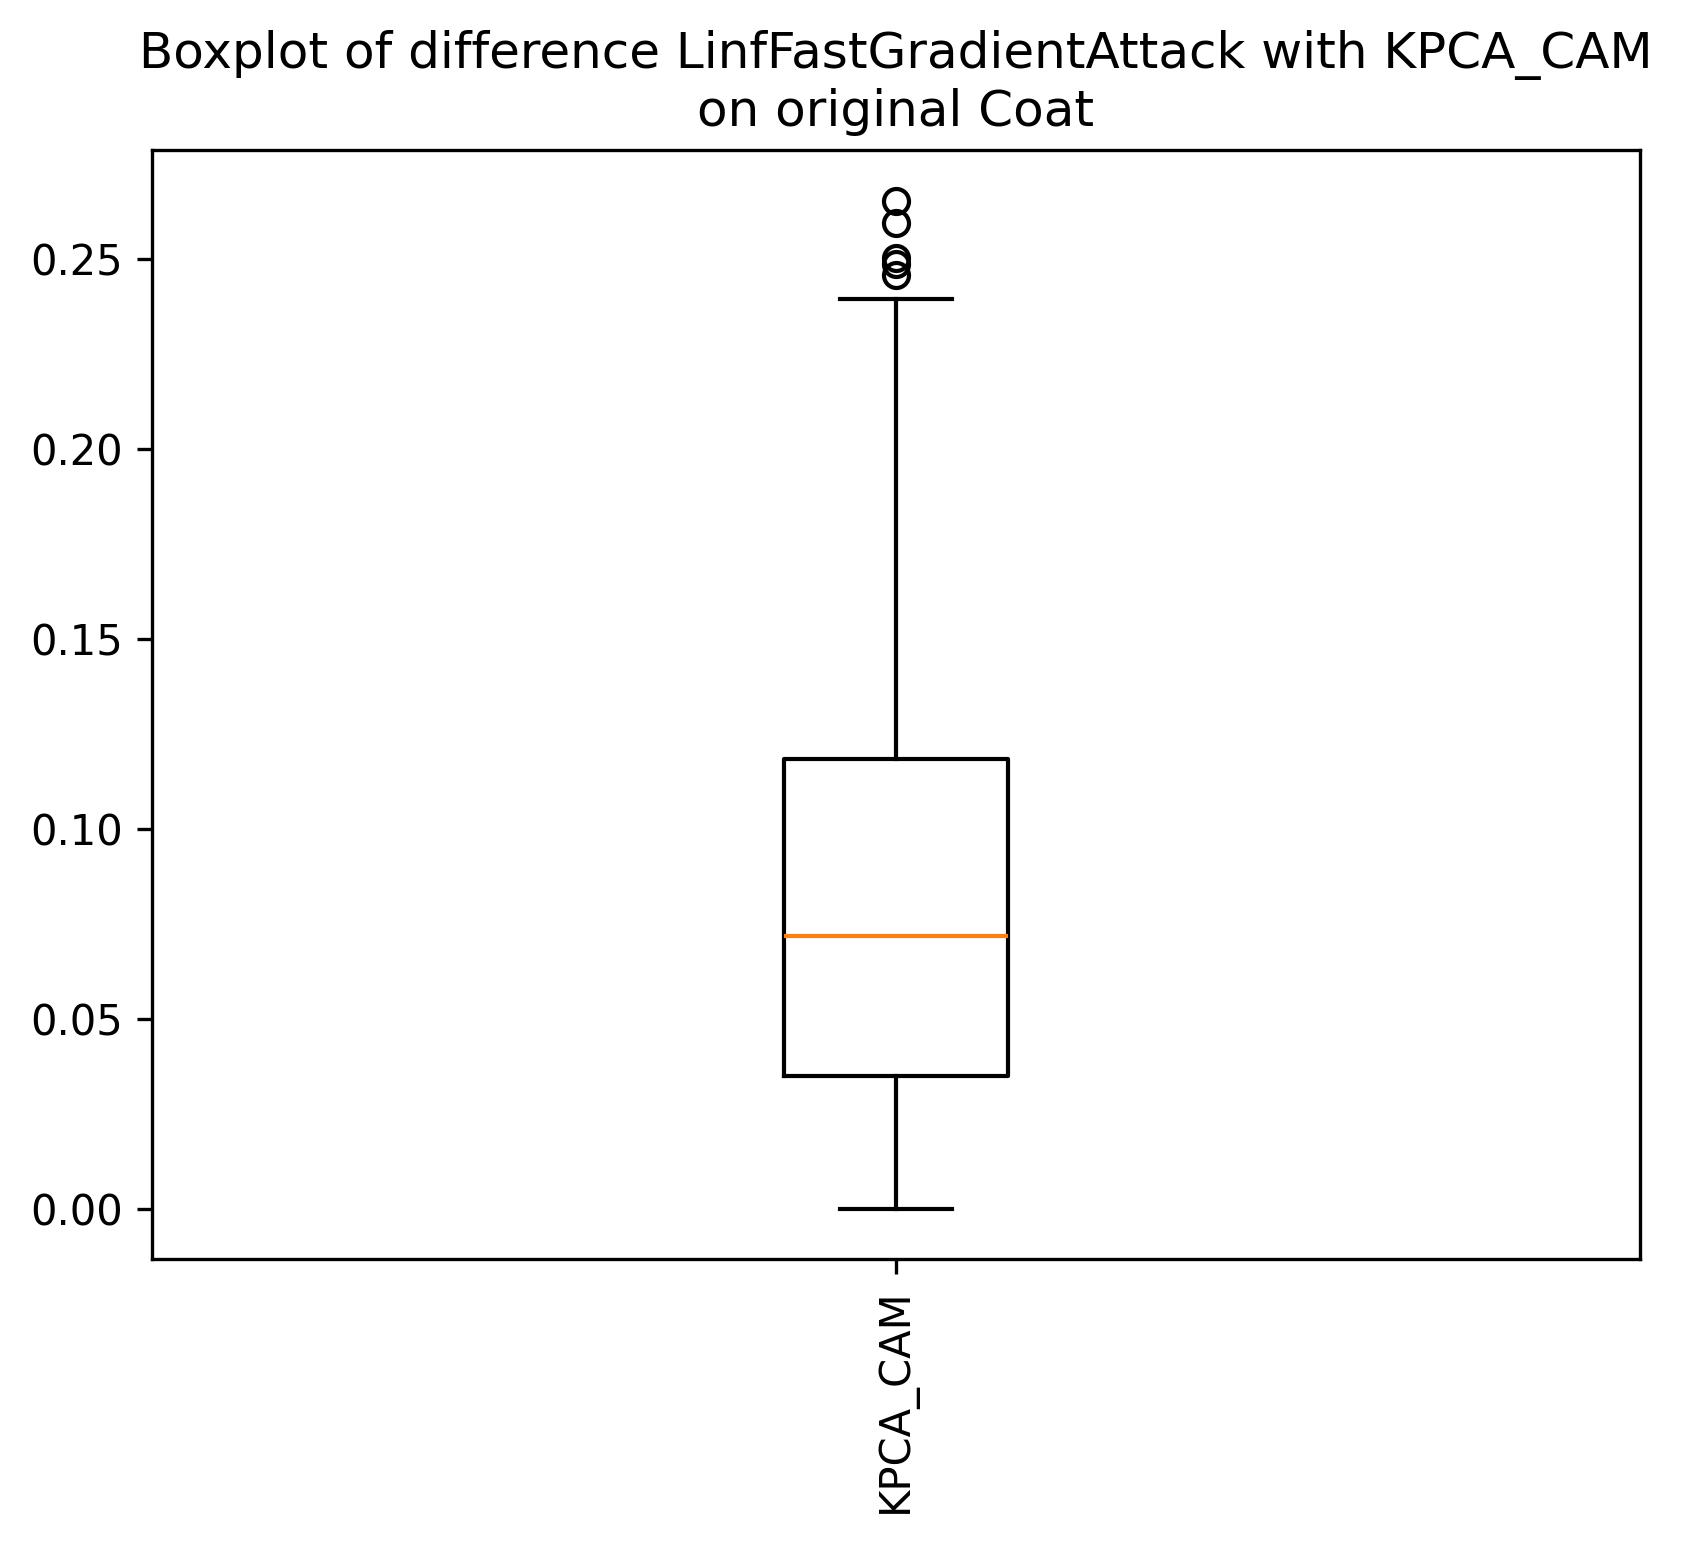 Boxplot of difference LinfFastGradientAttack with KPCA_CAM
on original Coat
0.25
0.20
0.15
0.10
0.05
0.00
KPCA_CAM